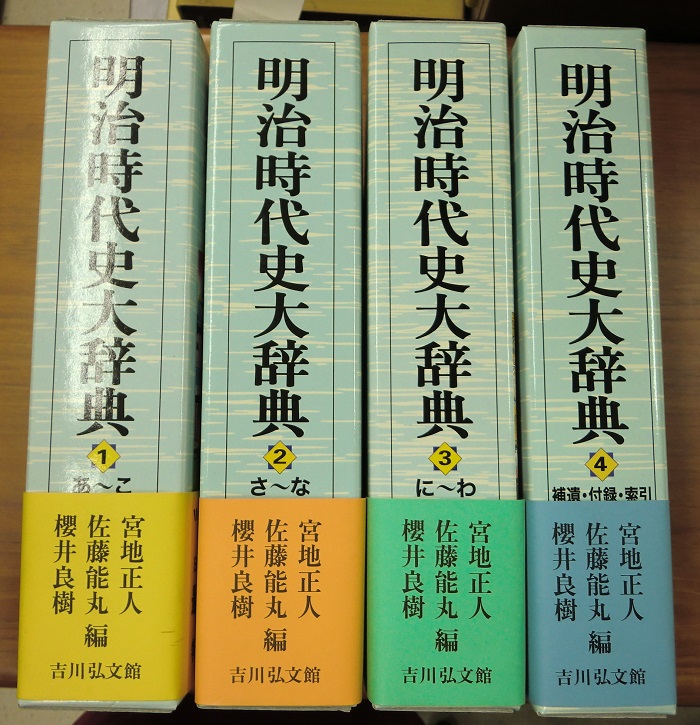 明治時代史大辞典
1
あ〜こ
宮地正人
佐藤能丸 編
櫻井良樹
吉川弘文館
明治時代史大辞典
2
さ〜な
宮地正人
佐藤能丸 編
櫻井良樹
吉川弘文館
明治時代史大辞典
3
に〜わ
宮地正人
佐藤能丸 編
櫻井良樹
吉川弘文館
明治時代史大辞典
4
補遺・付録・索引
宮地正人
佐藤能丸 編
櫻井良樹
吉川弘文館